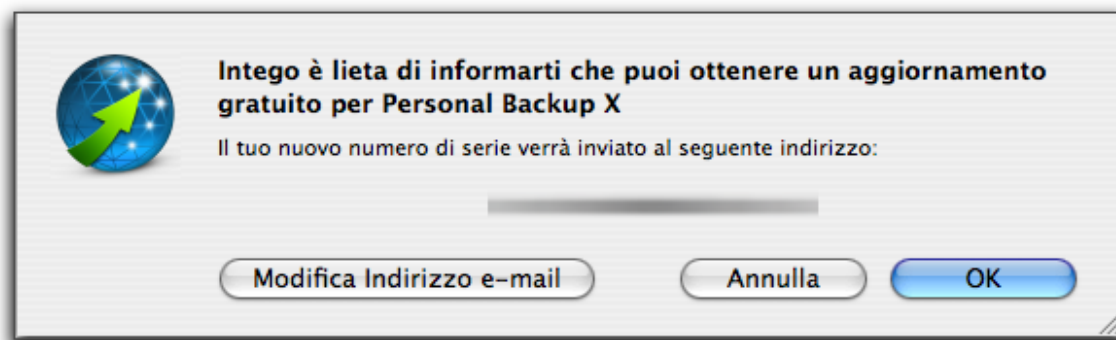 Intego è lieta di informarti che puoi ottenere un aggiornamento
gratuito per Personal Backup X
Il tuo nuovo numero di serie verrà inviato al seguente indirizzo:
Modifica Indirizzo e-mail
Annulla
OK